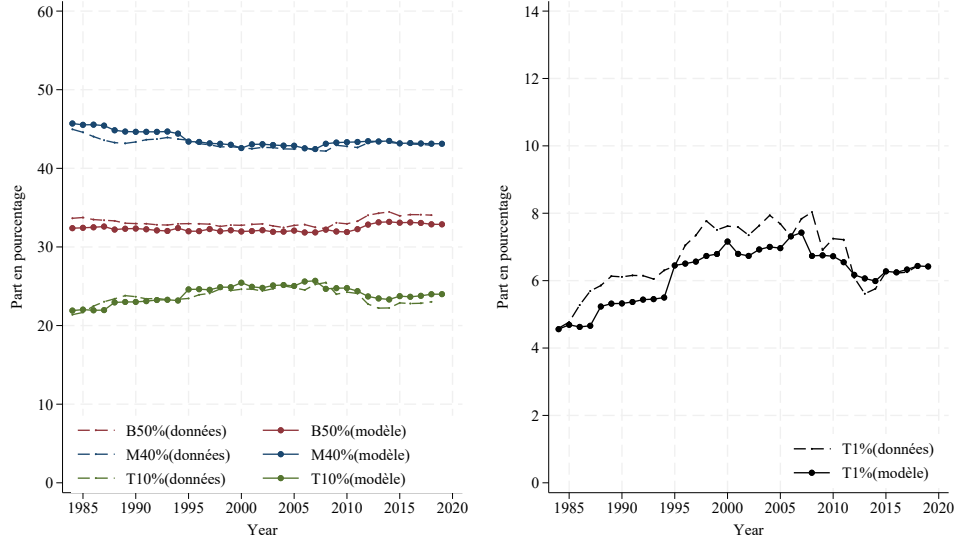 Part en pourcentage
60
50
40
30
20
10
0
1985 1990 1995 2000 2005 2010 2015 2020
Year
B50%(données) B50%(modèle)
M40%(données) M40%(modèle)
T10%(données) T10%(modèle)
Part en pourcentage
14
12
10
8
6
4
2
0
1985 1990 1995 2000 2005 2010 2015 2020
Year
T1%(données)
T1%(modèle)